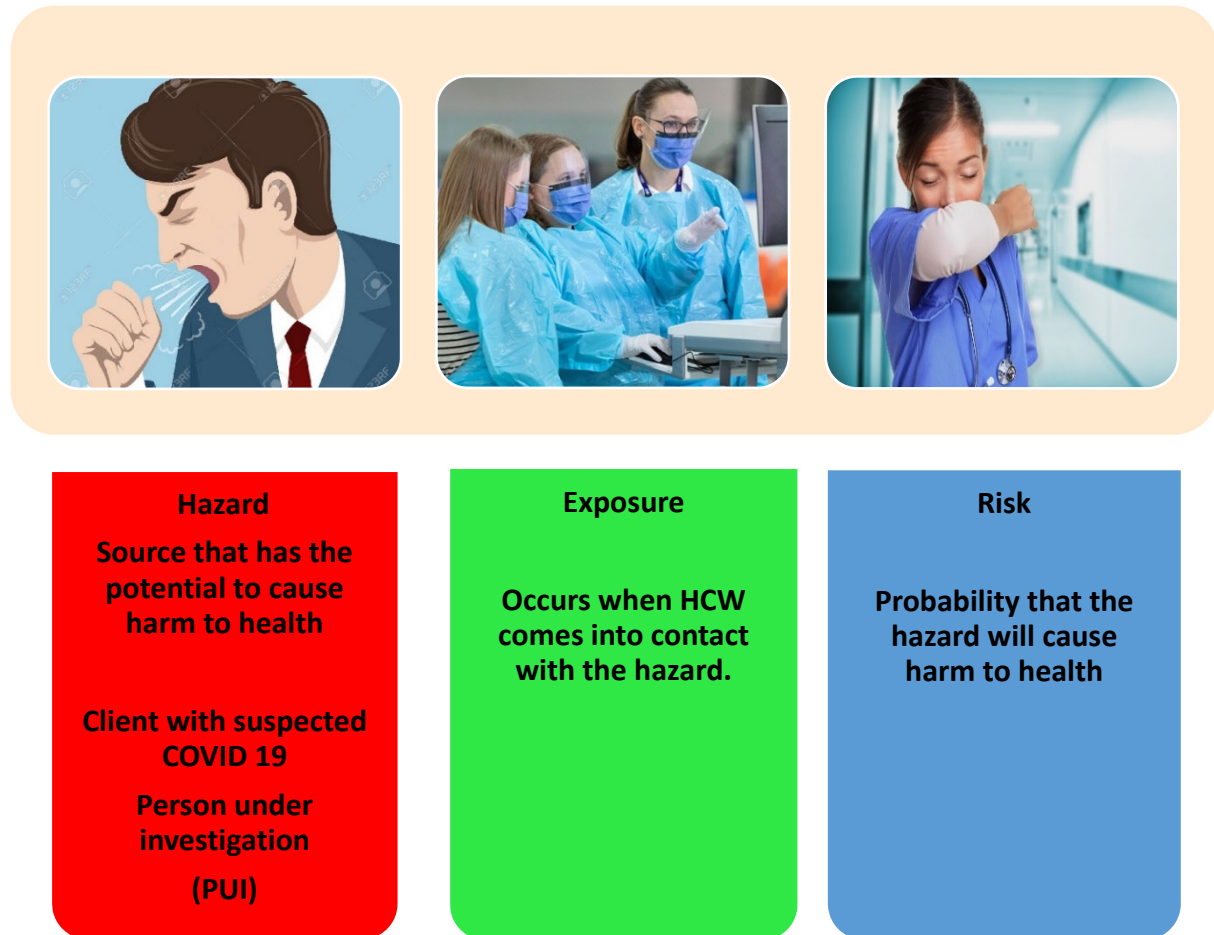 Hazard
Source that has the
potential to cause
harm to health
Client with suspected
COVID 19
Person under
investigation
(PUI)
Exposure
Occurs when HCW
comes into contact
with the hazard.
Risk
Probability that the
hazard will cause
harm to health